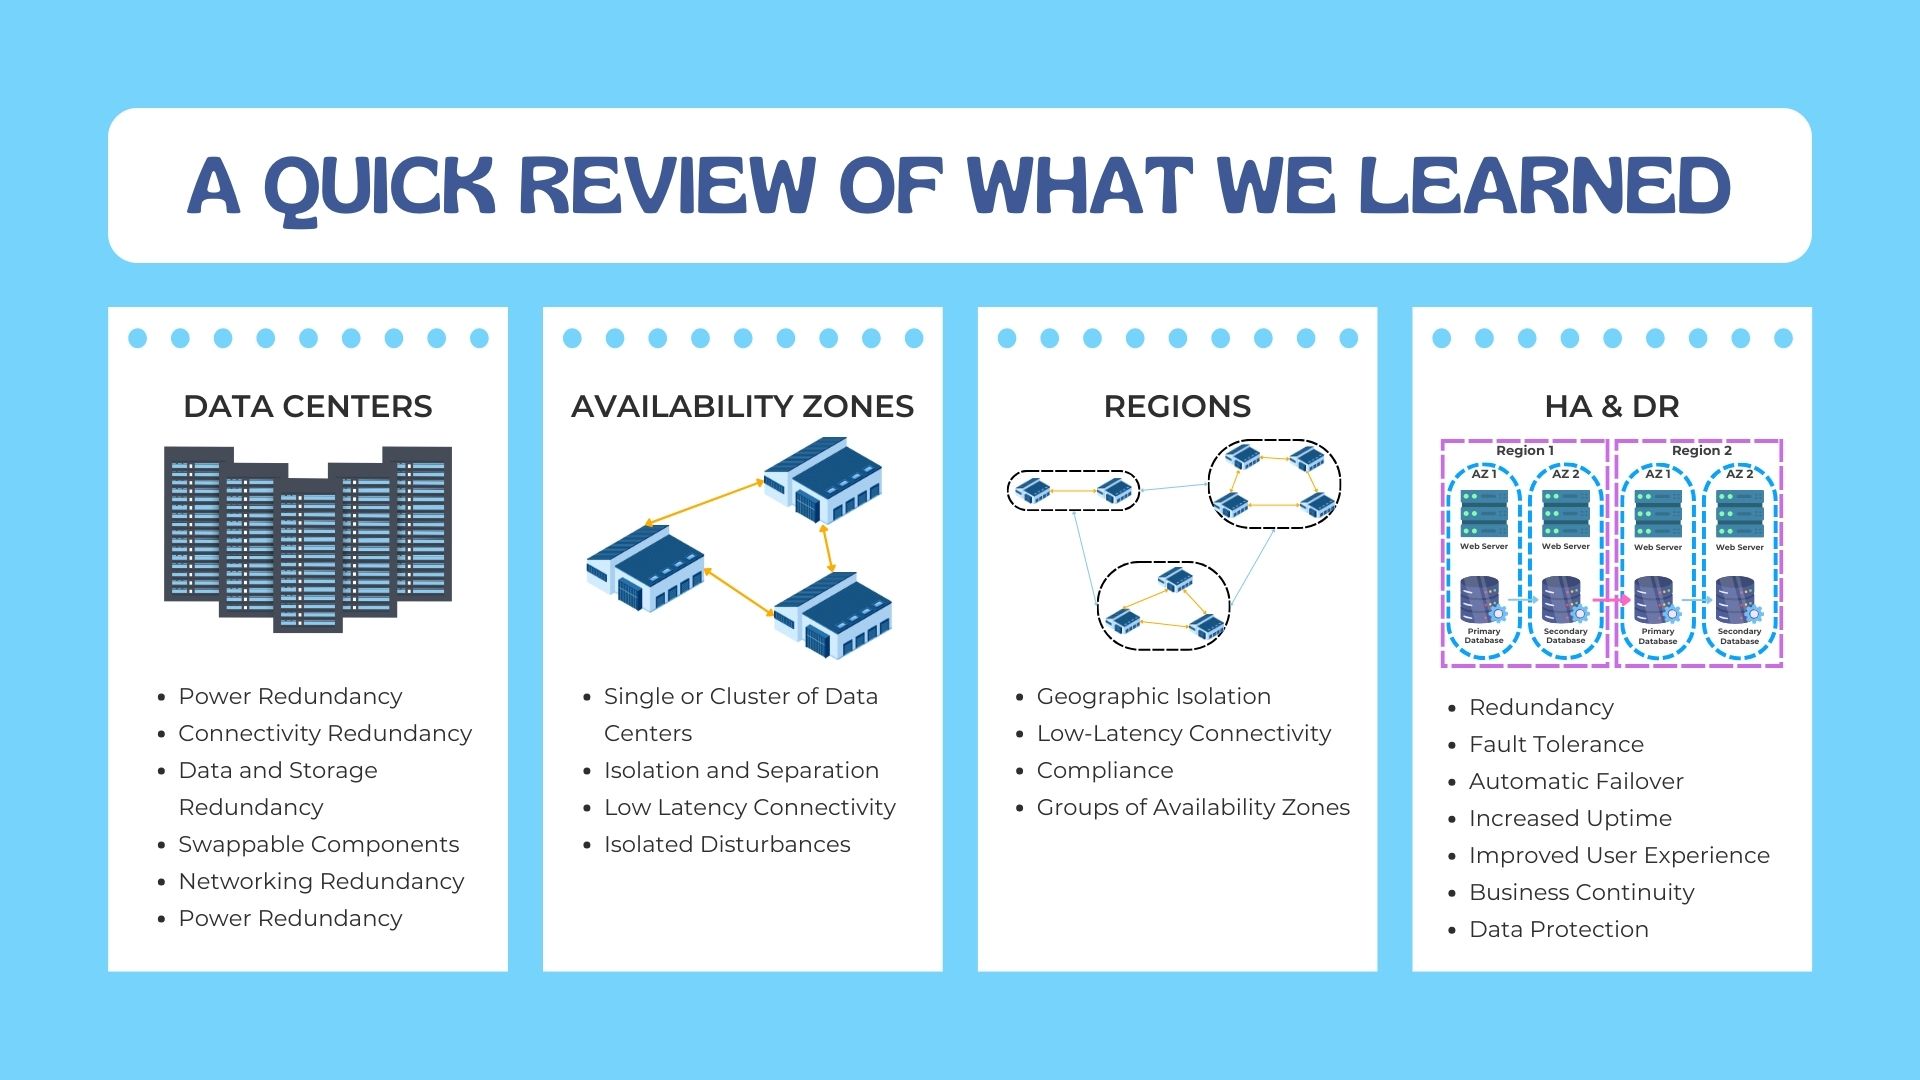 A QUICK REVIEW OF WHAT WE LEARNED
DATA CENTERS
Power Redundancy
Connectivity Redundancy
Data and Storage
Redundancy
Swappable Components
Networking Redundancy
Power Redundancy
AVAILABILITY ZONES
Single or Cluster of Data
Centers
Isolation and Separation
Low Latency Connectivity
Isolated Disturbances
REGIONS
Geographic Isolation
Low-Latency Connectivity
Compliance
Groups of Availability Zones
HA & DR
Region 1
Region 2
AZ 1
AZ 2
AZ 1
AZ 2
Web Server
Web Server
Web Server
Web Server
Primary
Database
Secondary
Database
Primary
Database
Secondary
Database
Redundancy
Fault Tolerance
Automatic Failover
Increased Uptime
Improved User Experience
Business Continuity
Data Protection